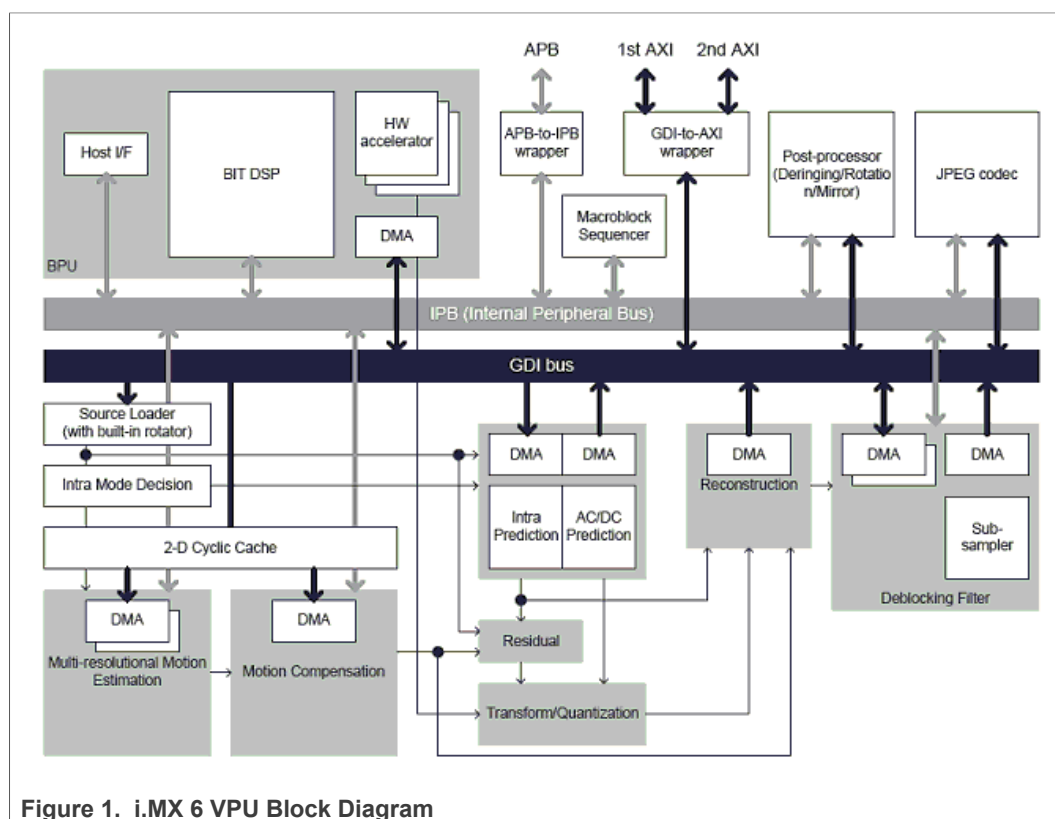 APB
1st AXI
2nd AXI
Host I/F
BIT DSP
HW
accelerator
DMA
BPU
APB-to-IPB
wrapper
GDI-to-AXI
wrapper
Macroblock
Sequencer
Post-processor
(Deringing/Rotatio
n/Mirror)
JPEG codec
IPB (Internal Peripheral Bus)
GDI bus
Source Loader
(with built-in rotator)
Intra Mode Decision
2-D Cyclic Cache
DMA
Multi-resolutional Motion
Estimation
DMA
Motion Compensation
DMA
DMA
Intra
Prediction
AC/DC
Prediction
Residual
Transform/Quantization
DMA
Reconstruction
DMA
DMA
Sub-
sampler
Deblocking Filter
Figure 1. i.MX 6 VPU Block Diagram